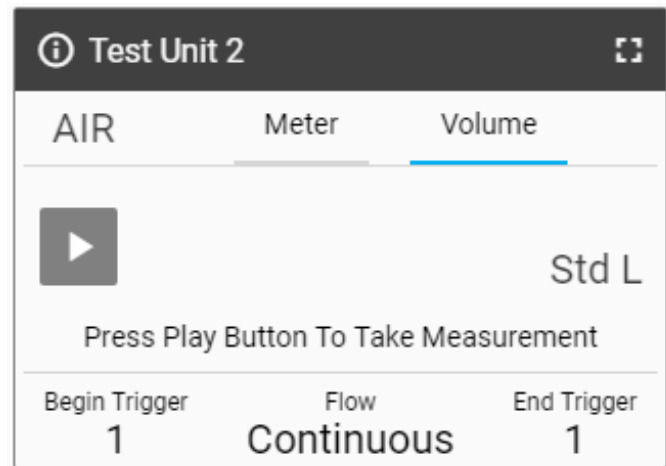 Test Unit 2
AIR Meter Volume
Std L
Press Play Button To Take Measurement
Begin Trigger Flow End Trigger
1 Continuous 1